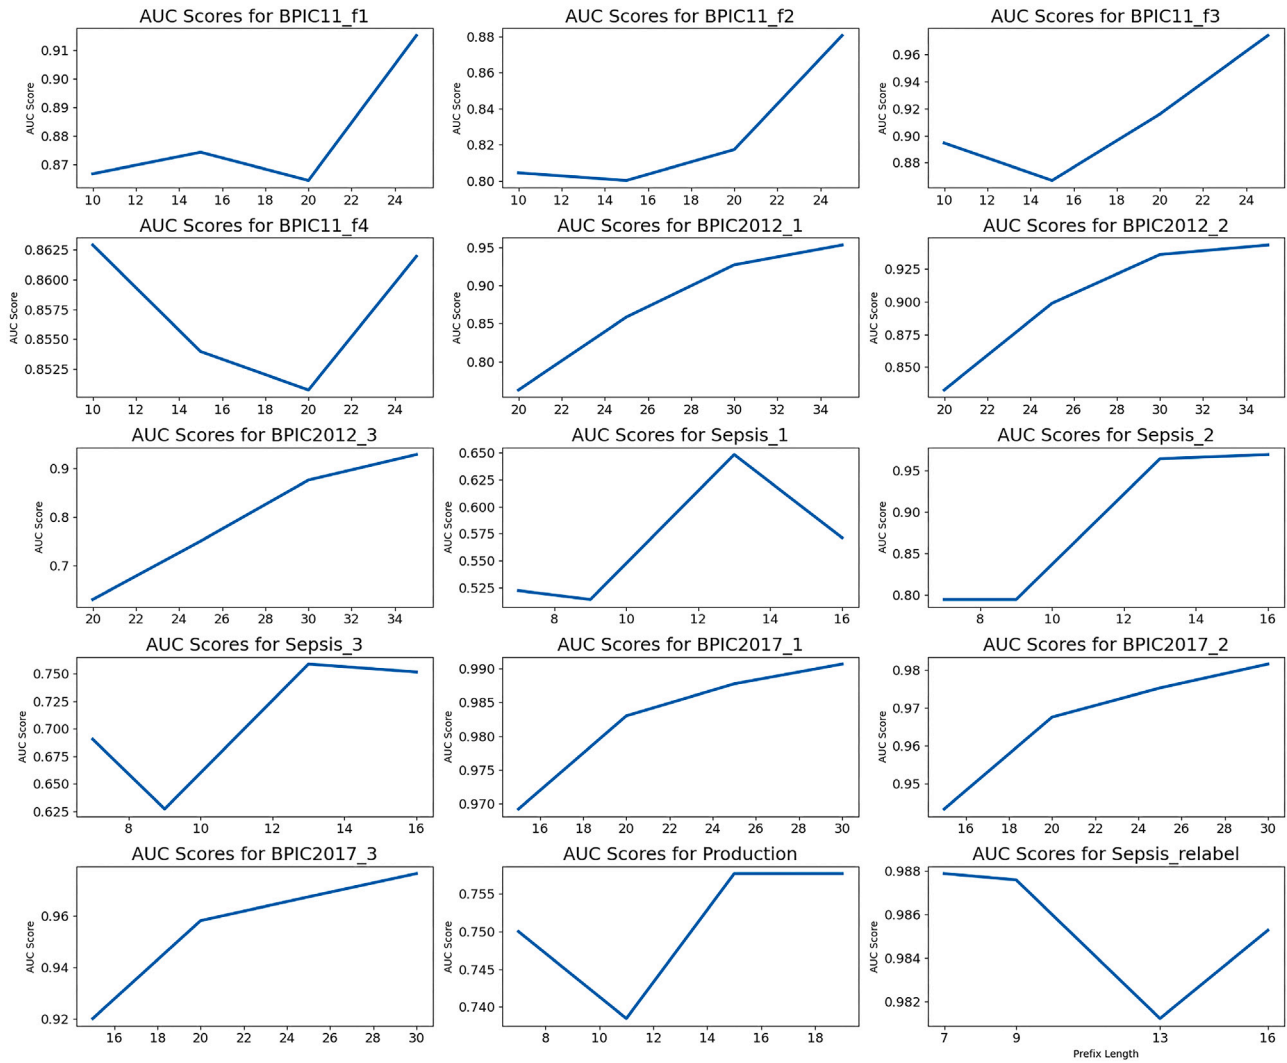 AUC Scores for BPIC11_f1
AUC Score
0.91
0.90
0.89
0.88
0.87
10 12 14 16 18 20 22 24
AUC Scores for BPIC11_f2
AUC Score
0.88
0.86
0.84
0.82
0.80
10 12 14 16 18 20 22 24
AUC Scores for BPIC11_f3
AUC Score
0.96
0.94
0.92
0.90
0.88
10 12 14 16 18 20 22 24
AUC Scores for BPIC11_f4
AUC Score
0.8625
0.8600
0.8575
0.8550
0.8525
10 12 14 16 18 20 22 24
AUC Scores for BPIC2012_1
AUC Score
0.95
0.90
0.85
0.80
20 22 24 26 28 30 32 34
AUC Scores for BPIC2012_2
AUC Score
0.925
0.900
0.875
0.850
20 22 24 26 28 30 32 34
AUC Scores for BPIC2012_3
AUC Score
0.9
0.8
0.7
20 22 24 26 28 30 32 34
AUC Scores for Sepsis_1
AUC Score
0.650
0.625
0.600
0.575
0.550
0.525
8 10 12 14 16
AUC Scores for Sepsis_2
AUC Score
0.95
0.90
0.85
0.80
8 10 12 14 16
AUC Scores for Sepsis_3
AUC Score
0.750
0.725
0.700
0.675
0.650
0.625
8 10 12 14 16
AUC Scores for BPIC2017_1
AUC Score
0.990
0.985
0.980
0.975
0.970
16 18 20 22 24 26 28 30
AUC Scores for BPIC2017_2
AUC Score
0.98
0.97
0.96
0.95
16 18 20 22 24 26 28 30
AUC Scores for BPIC2017_3
AUC Score
0.96
0.94
0.92
16 18 20 22 24 26 28 30
AUC Scores for Production
AUC Score
0.755
0.750
0.745
0.740
8 10 12 14 16 18
AUC Scores for Sepsis_relabel
AUC Score
0.988
0.986
0.984
0.982
7 9 13 16
Prefix Length